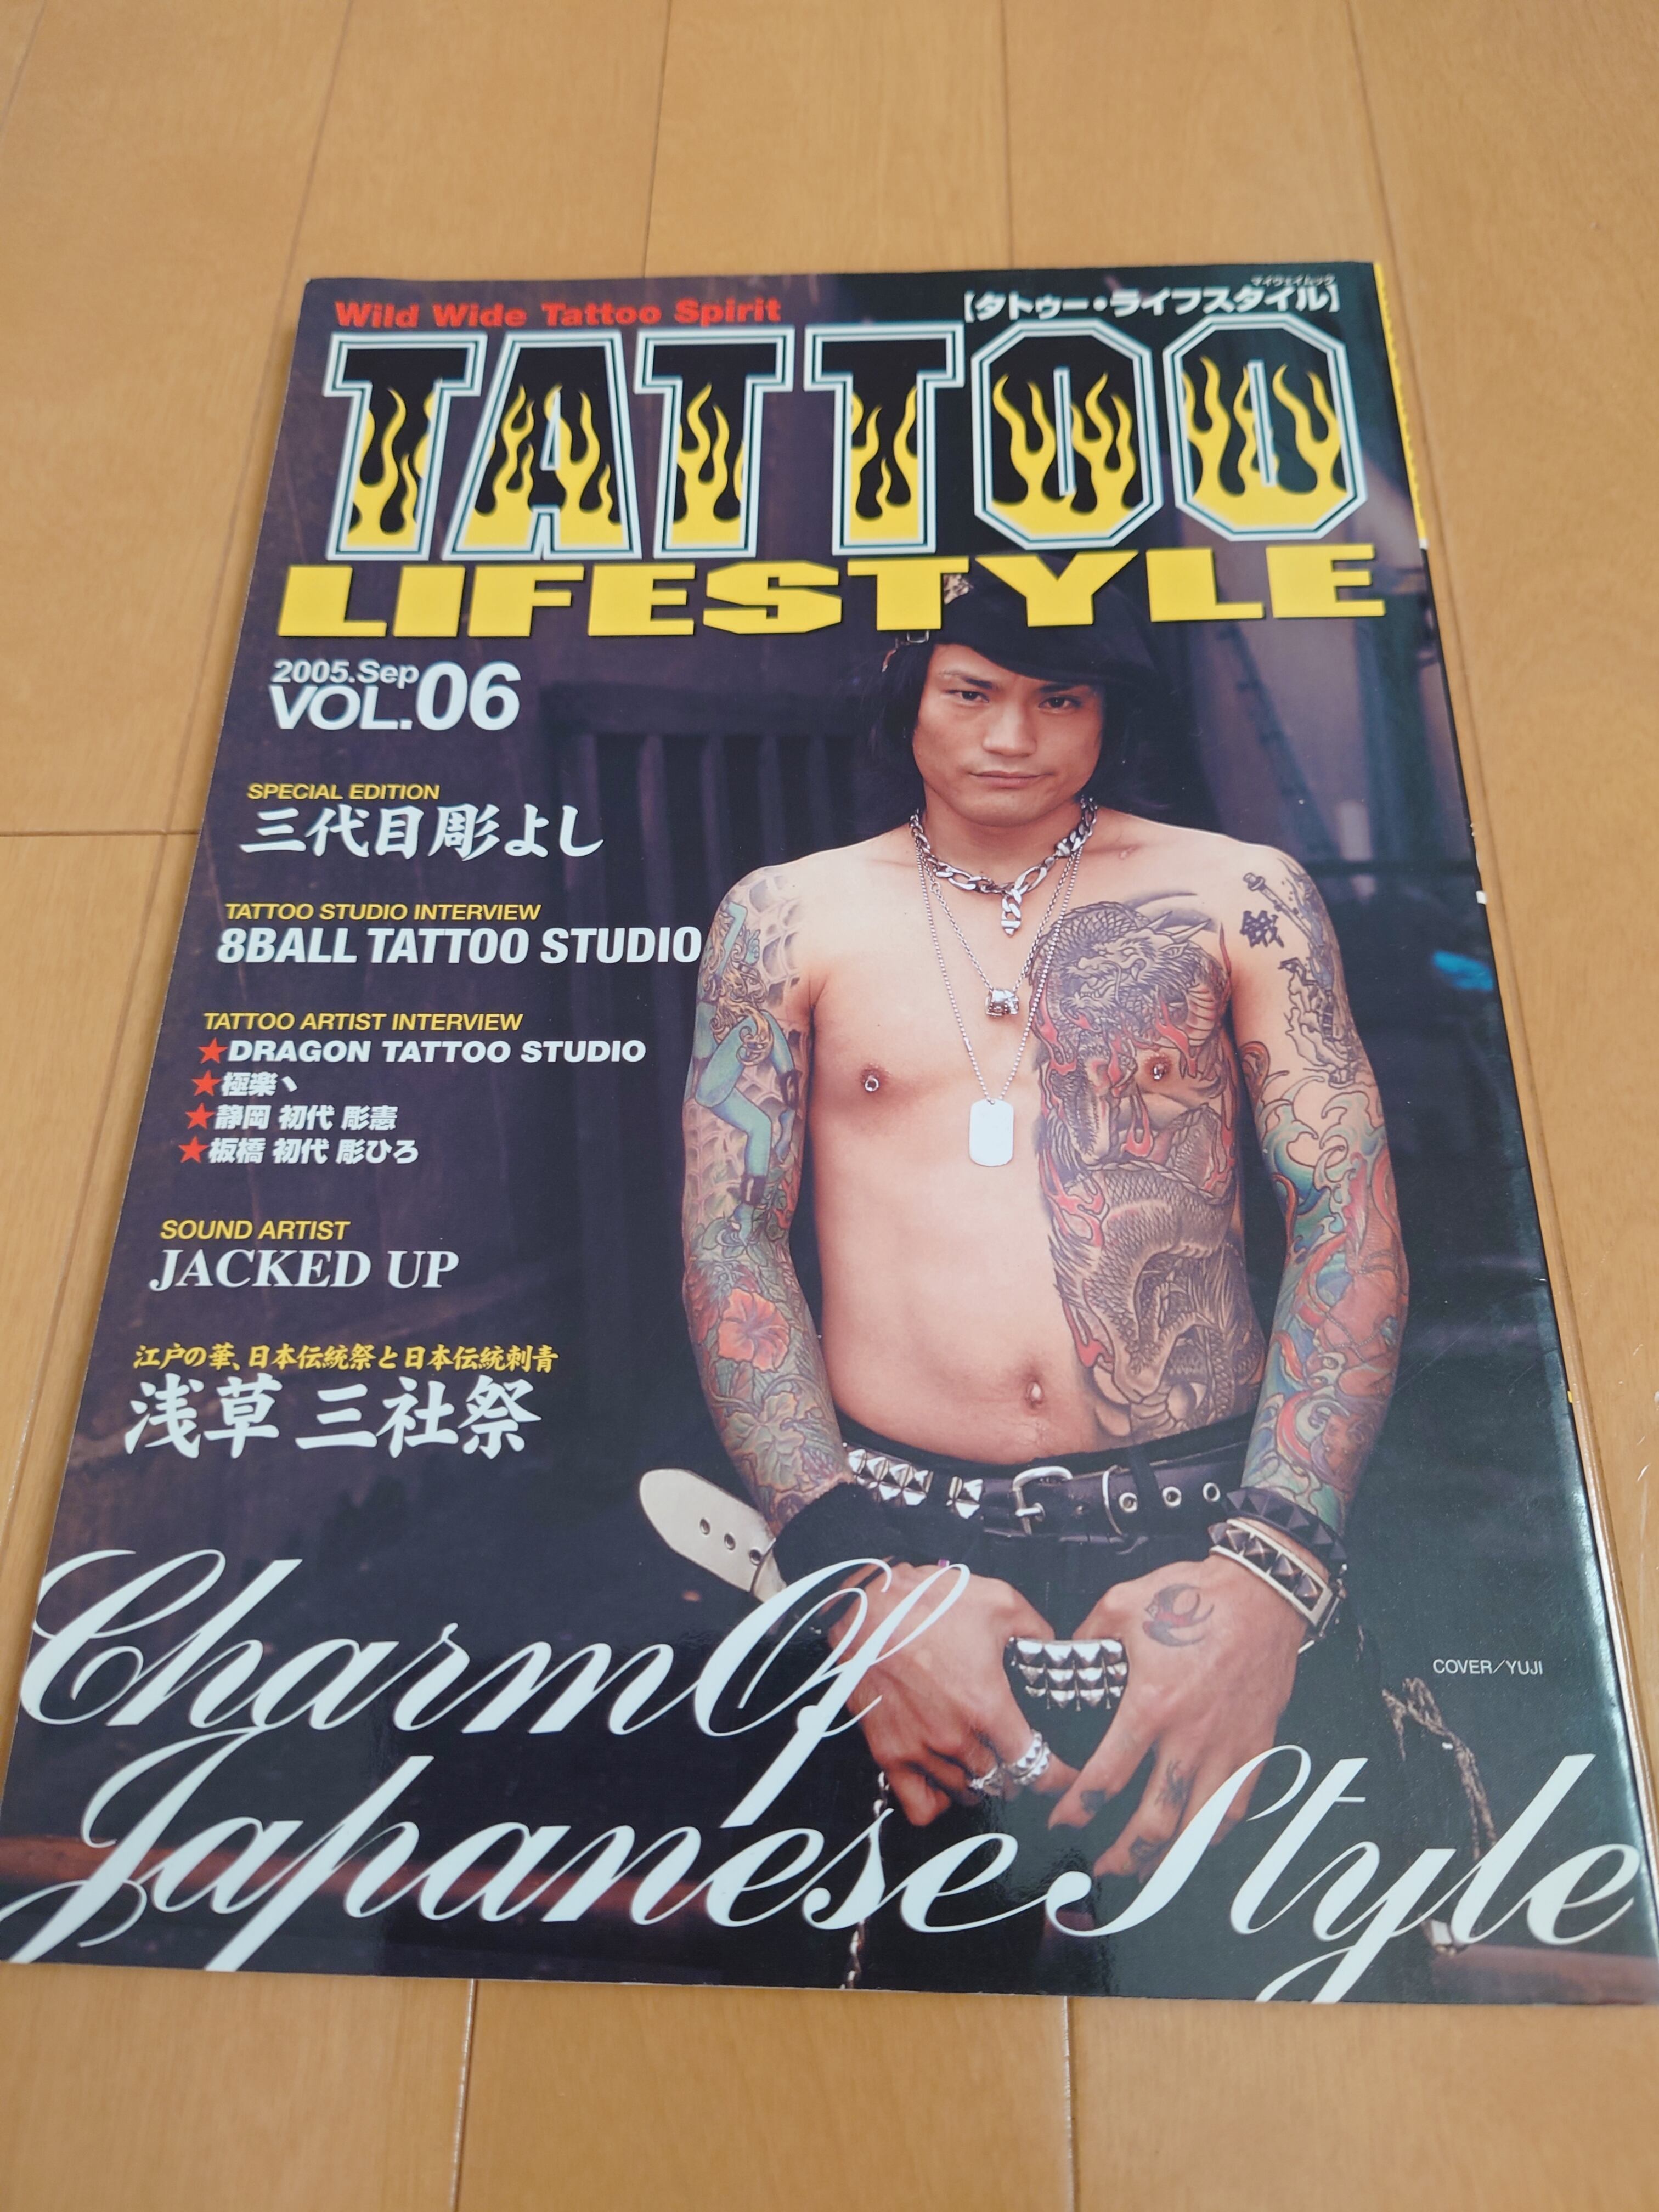 Wild Wide Tattoo Spirit
マイウェイムック
【タトゥー・ライフスタイル】
TATTOO
LIFESTYLE
2005.Sep
VOL.06
SPECIAL EDITION
三代目 彫よし
TATTOO STUDIO INTERVIEW
8BALL TATTOO STUDIO
TATTOO ARTIST INTERVIEW
★DRAGON TATTOO STUDIO
★極楽丶
★静岡 初代 彫憲
★板橋 初代 彫ひろ
SOUND ARTIST
JACKED UP
江戸の華、日本伝統祭と日本伝統刺青
浅草 三社祭
餓
COVER／YUJI
Charm Of
Japanese Style